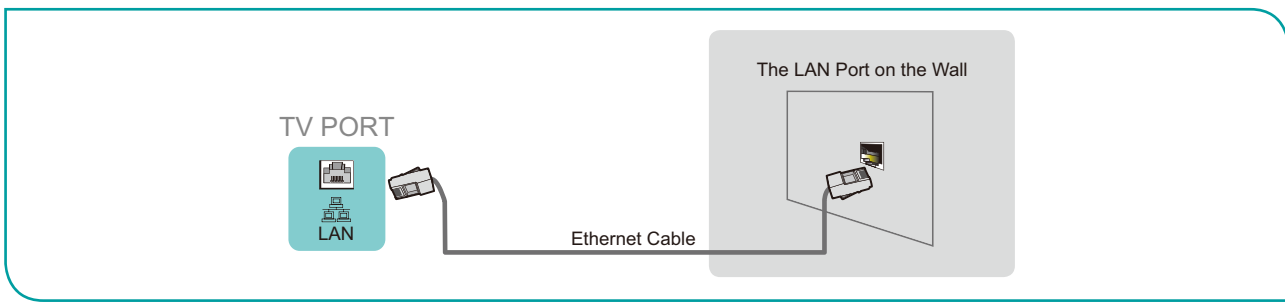 The LAN Port on the Wall
TV PORT
LAN
Ethernet Cable